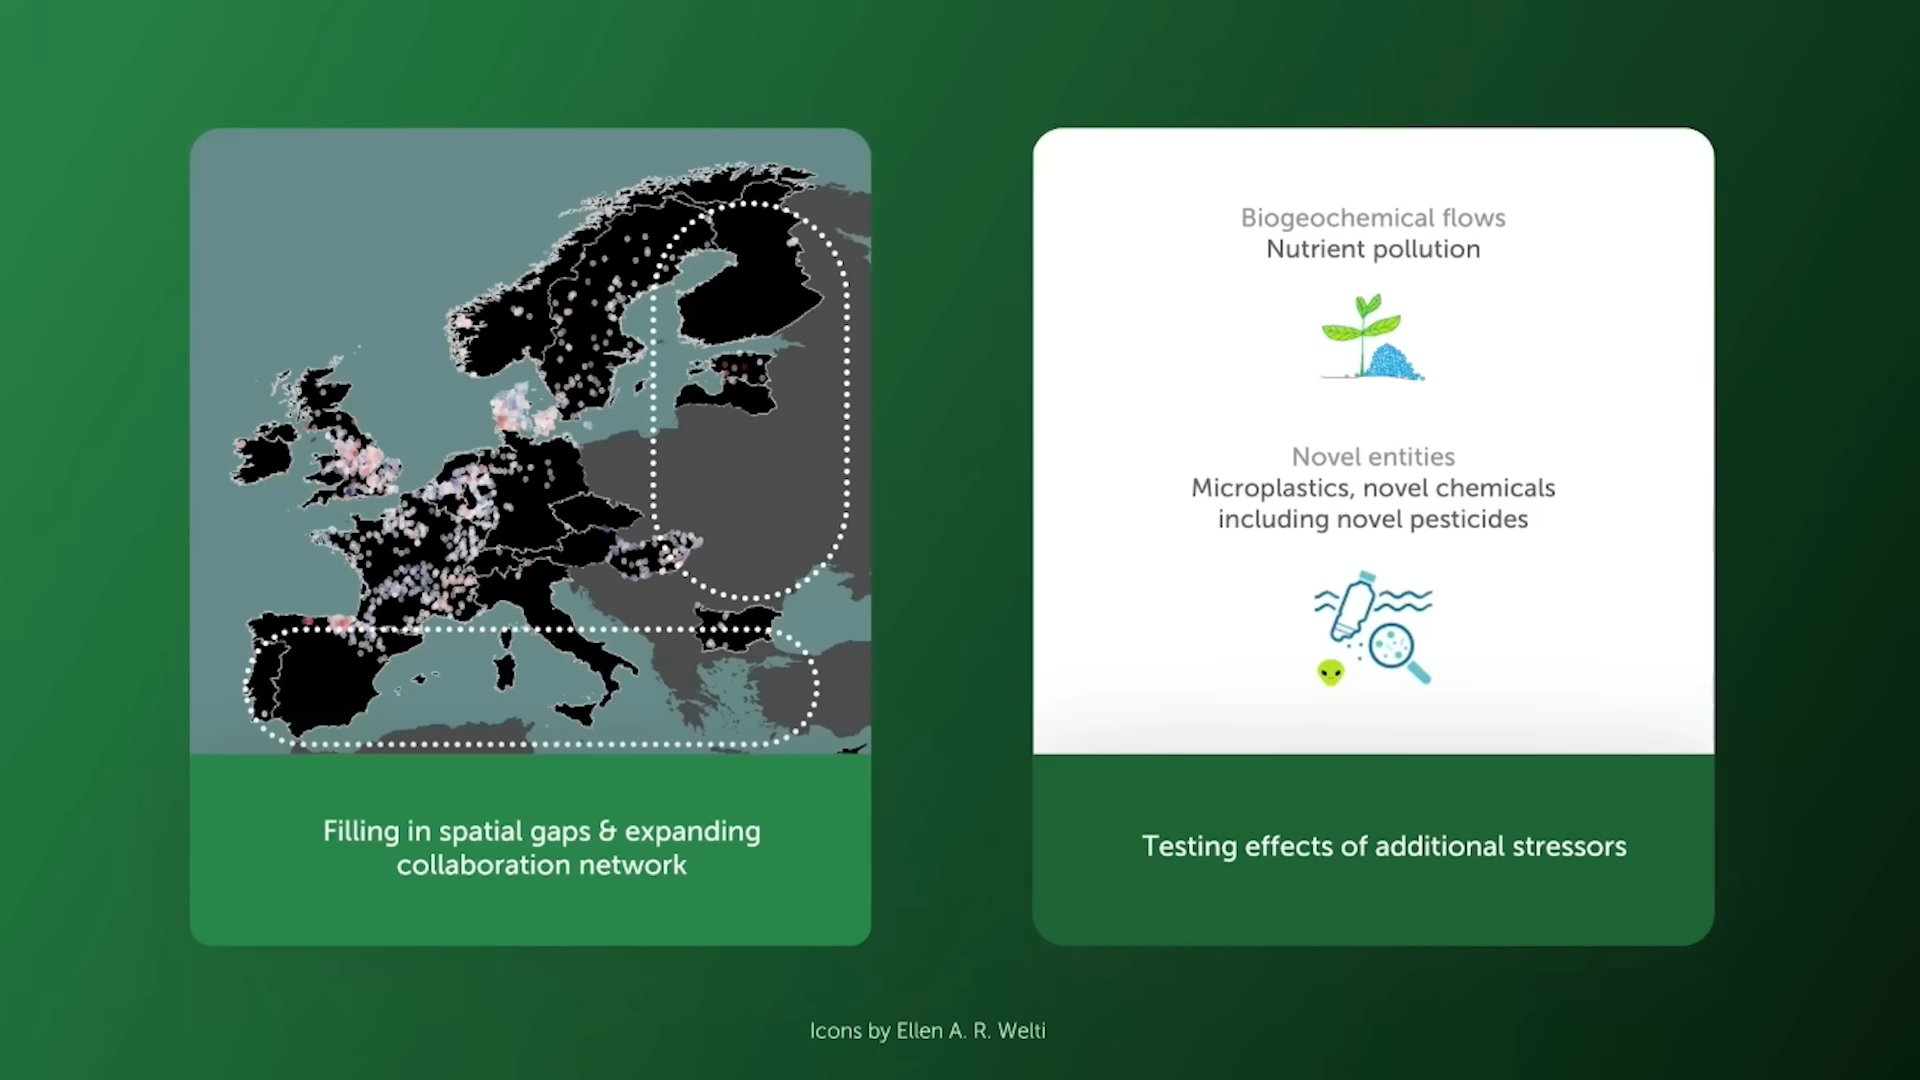 Filling in spatial gaps & expanding
collaboration network
Biogeochemical flows
Nutrient pollution
Novel entities
Microplastics, novel chemicals
including novel pesticides
Testing effects of additional stressors
Icons by Ellen A. R. Welti